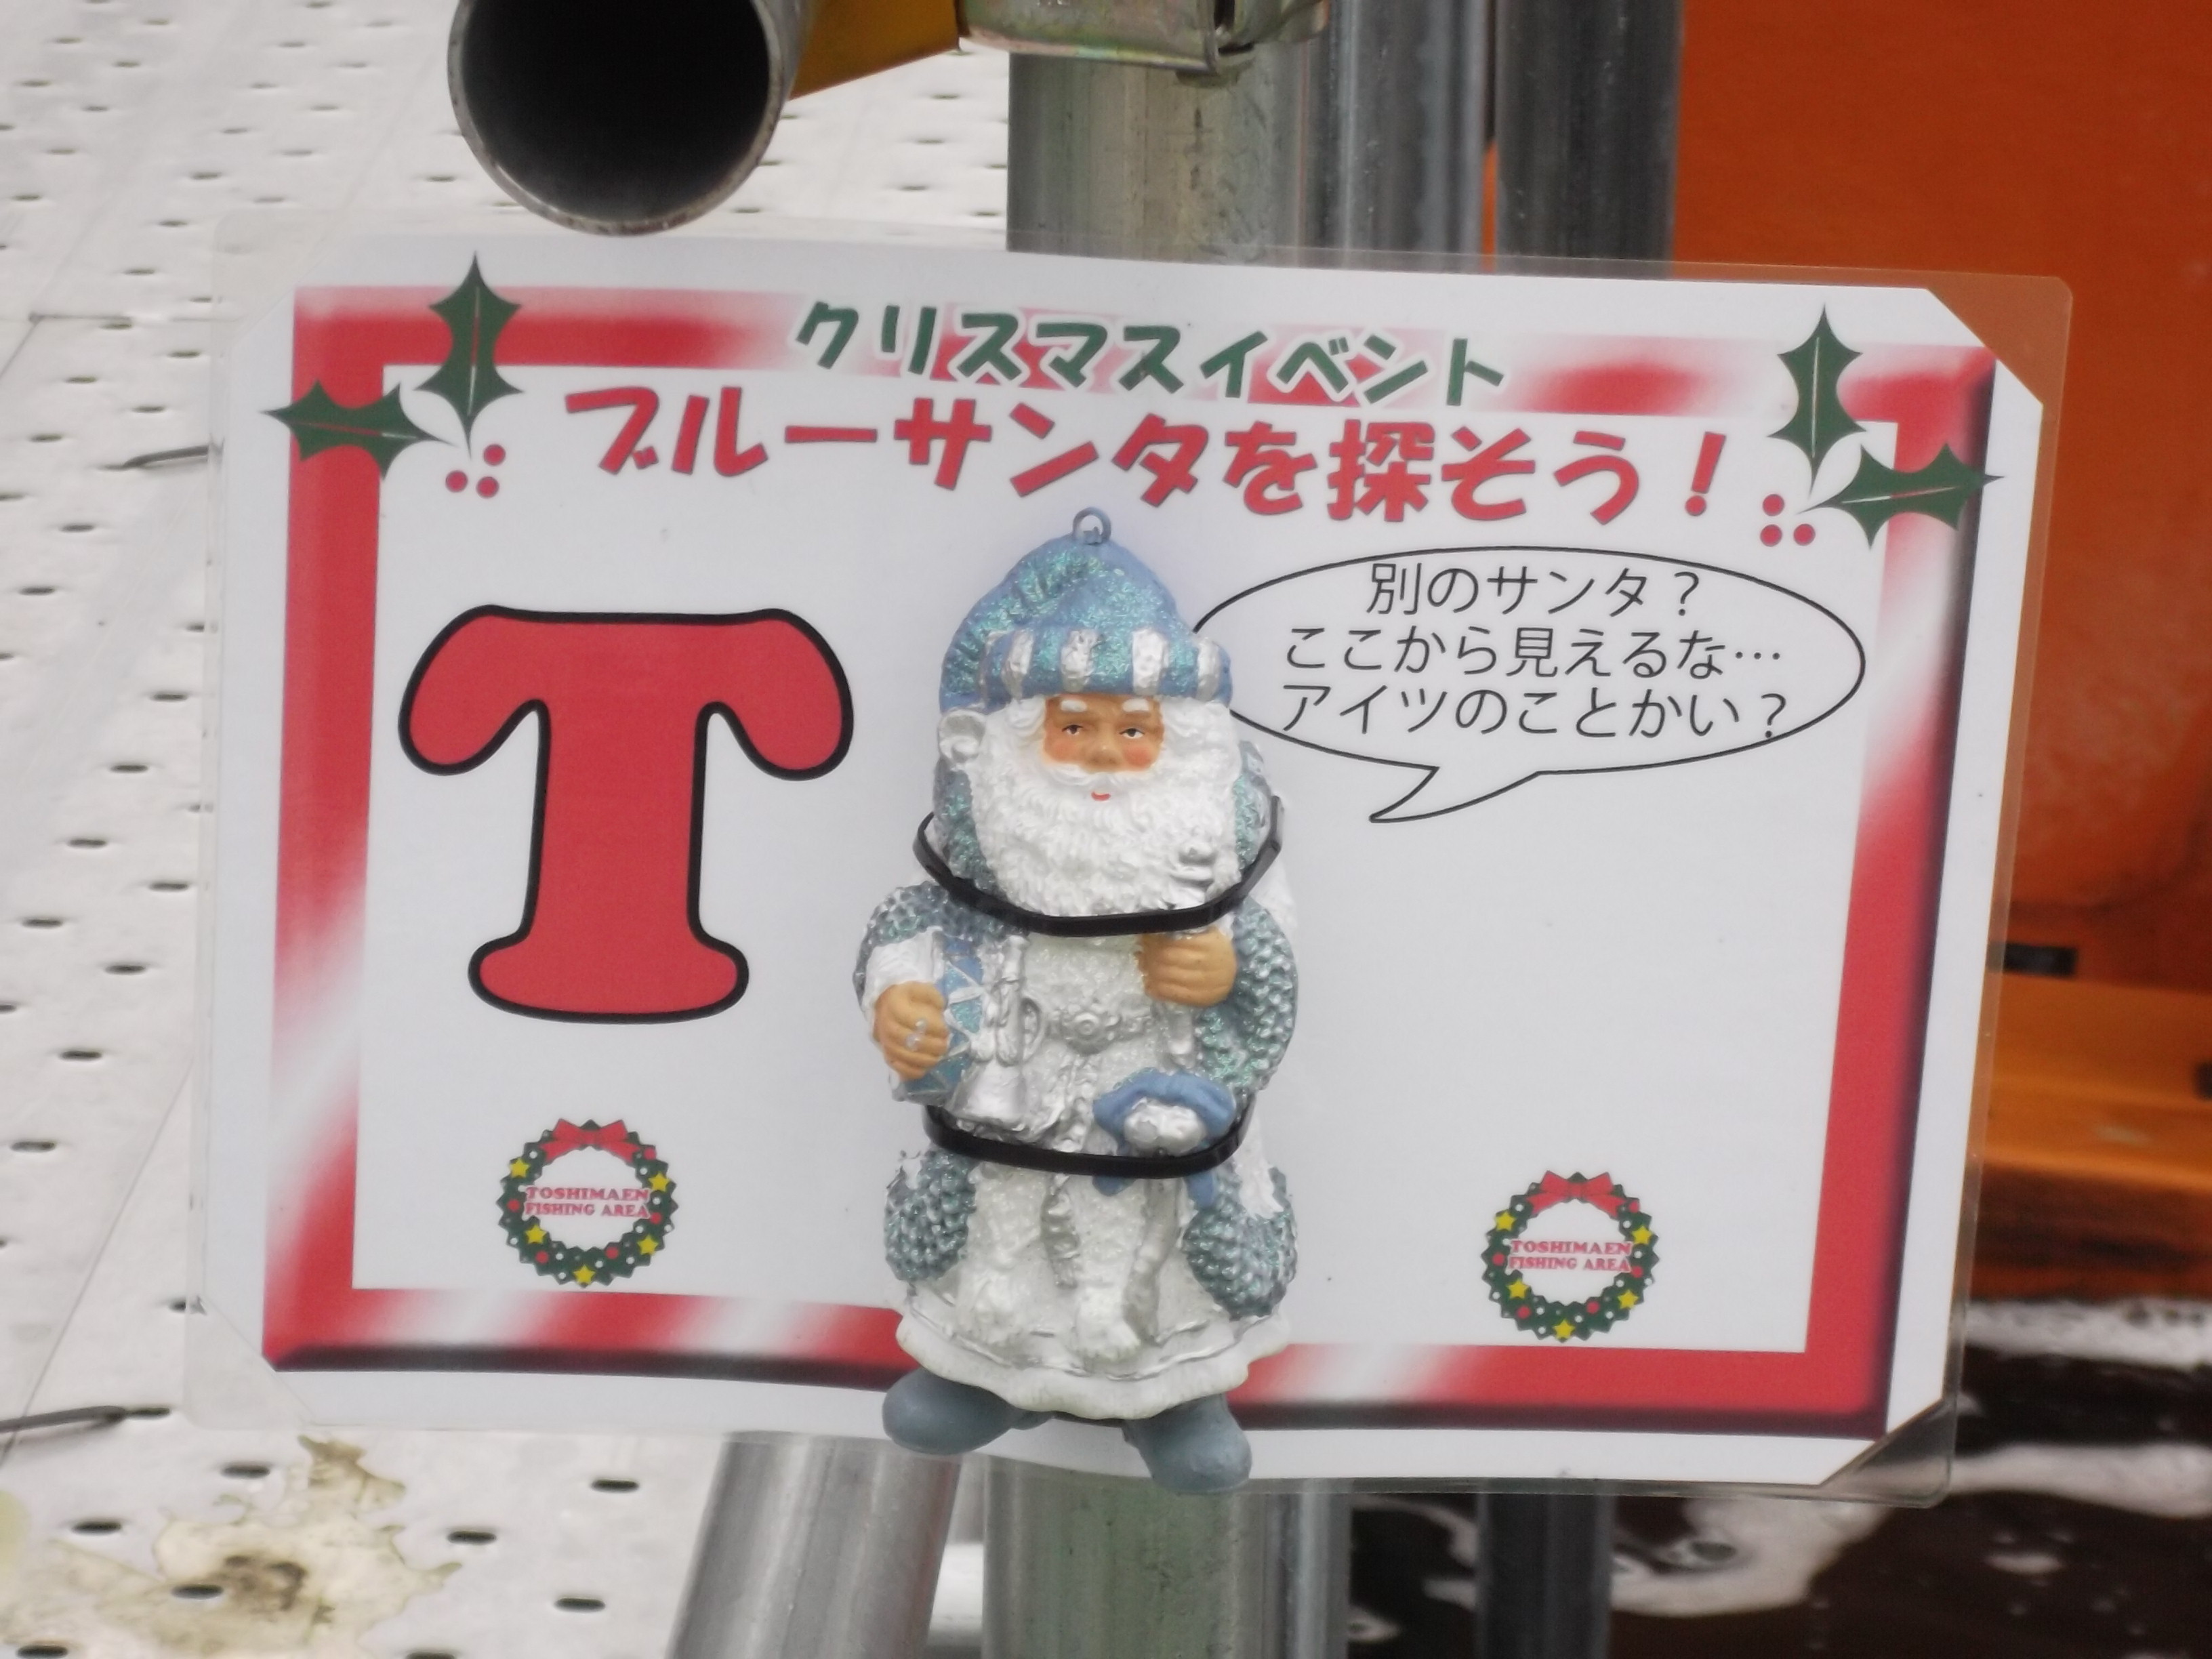 クリスマスイベント
ブルーサンタを探そう！
T
別のサンタ？
ここから見えるな…
アイツのことかい？
TOSHIMAEN
FISHING AREA
TOSHIMAEN
FISHING AREA